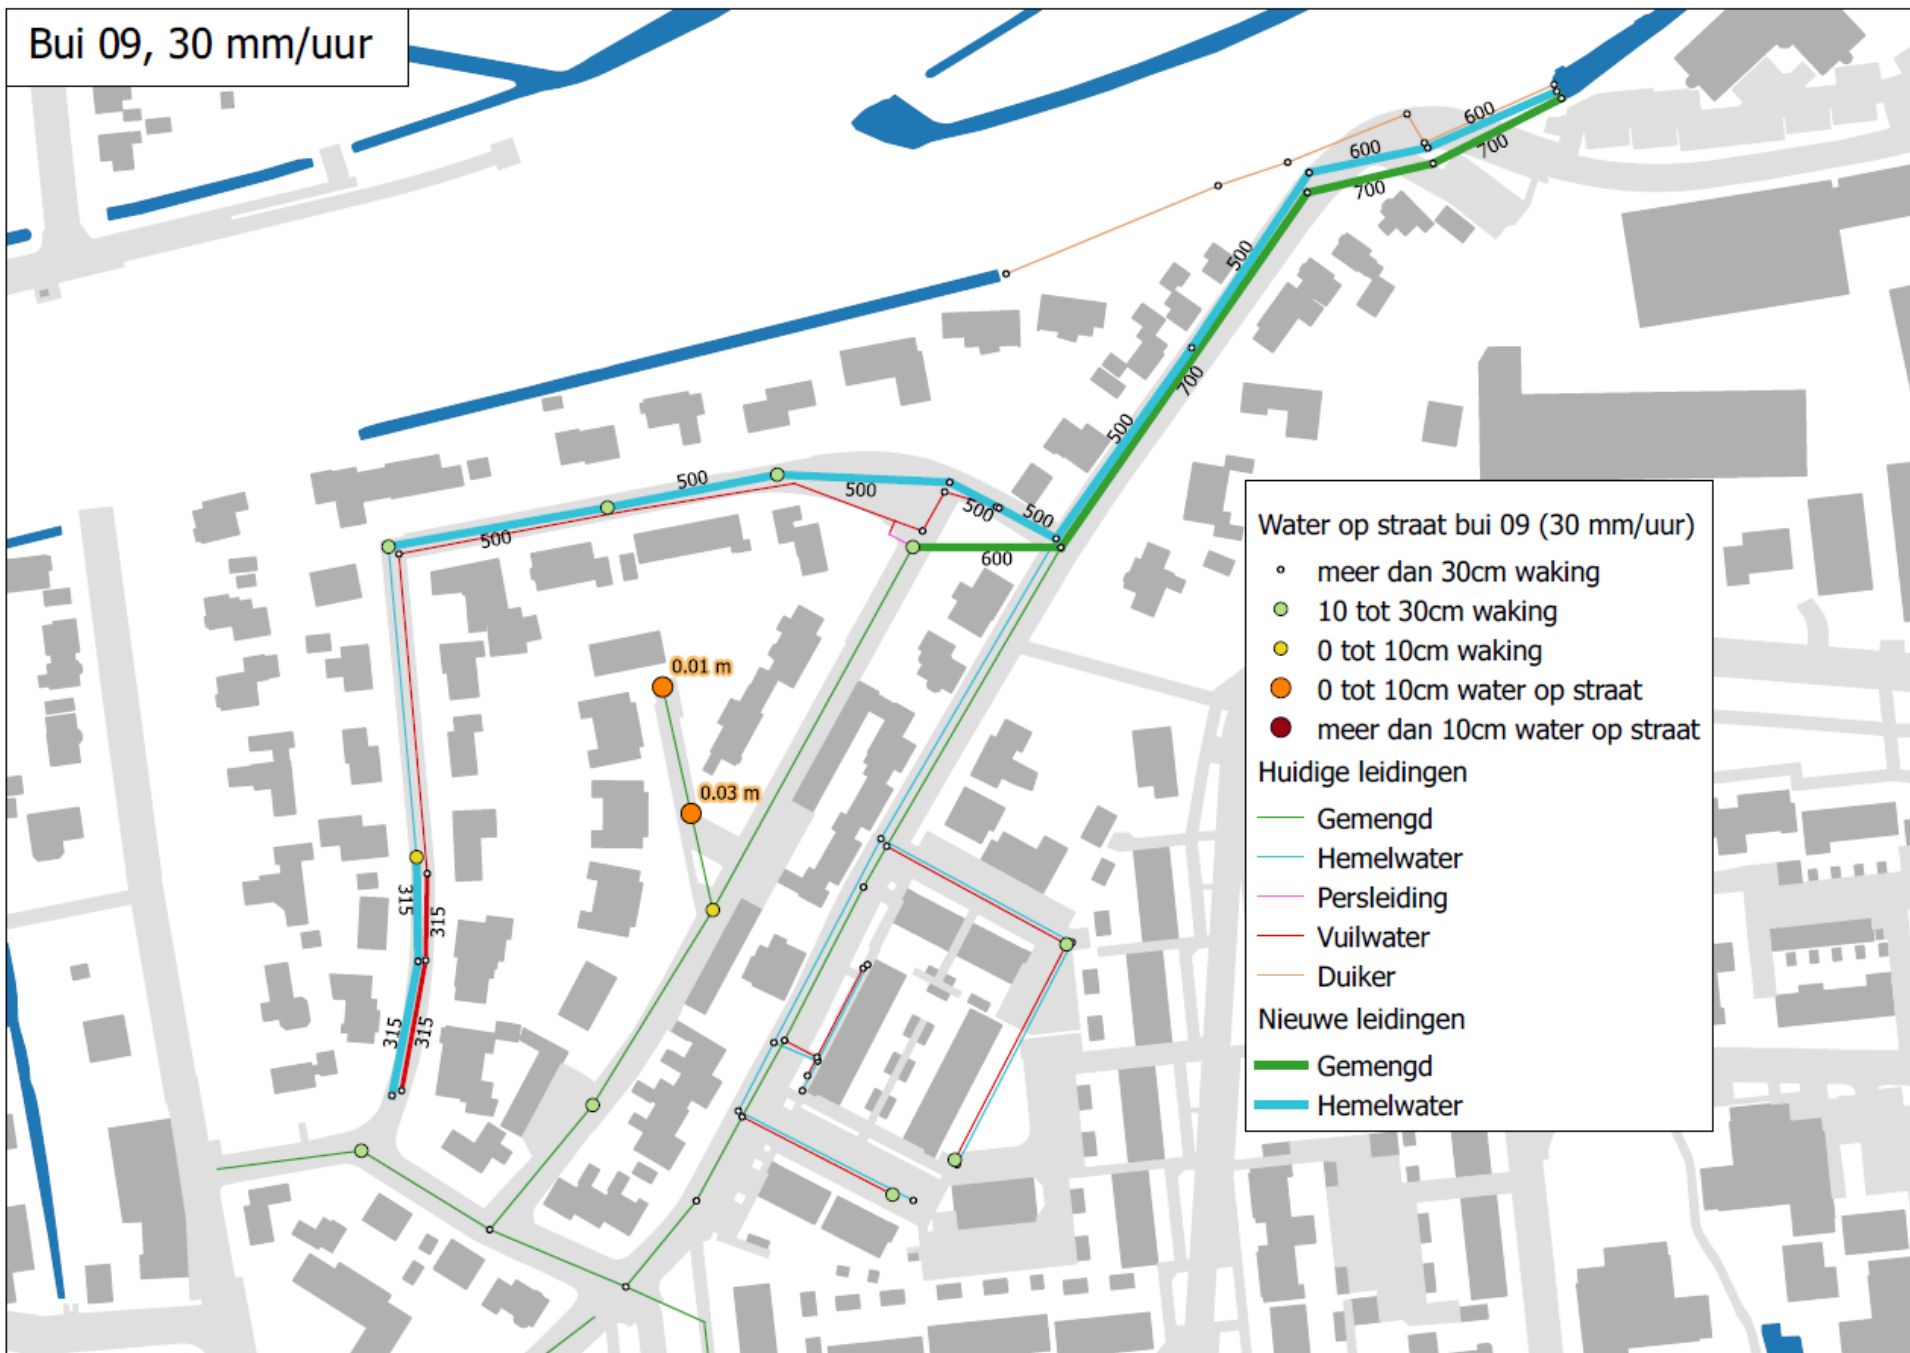 Bui 09, 30 mm/uur
600
700
600
700
500
700
500
500
500
500
500
500
600
0.01 m
0.03 m
315
315
315
315
Water op straat bui 09 (30 mm/uur)
meer dan 30cm waking
10 tot 30cm waking
0 tot 10cm waking
0 tot 10cm water op straat
meer dan 10cm water op straat
Huidige leidingen
Gemengd
Hemelwater
Persleiding
Vuilwater
Duiker
Nieuwe leidingen
Gemengd
Hemelwater